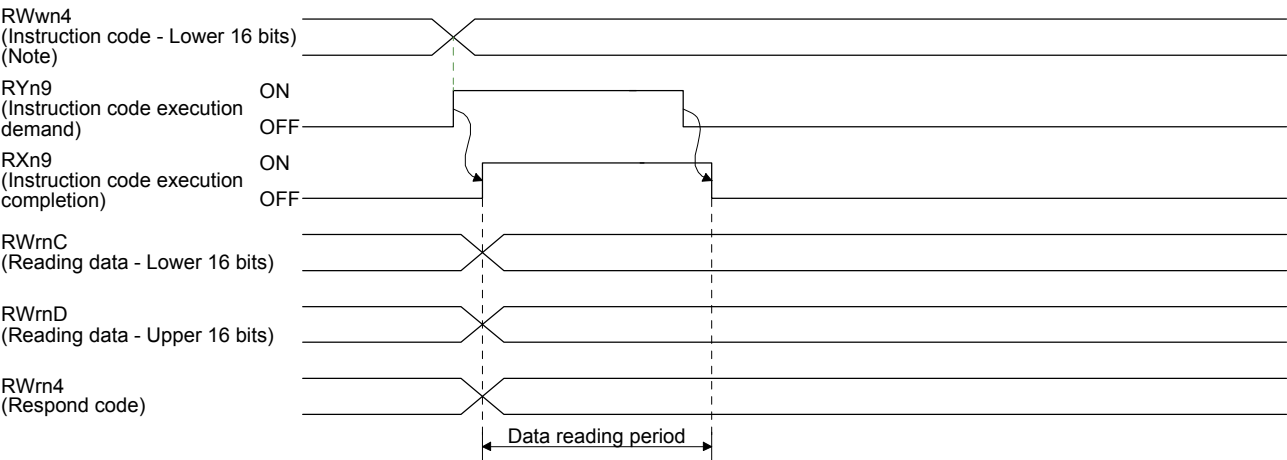 RWwn4
(Instruction code - Lower 16 bits)
(Note)
RYn9
(Instruction code execution
demand)
ON
OFF
RXn9
(Instruction code execution
completion)
ON
OFF
RWrnC
(Reading data - Lower 16 bits)
RWrnD
(Reading data - Upper 16 bits)
RWrn4
(Respond code)
Data reading period